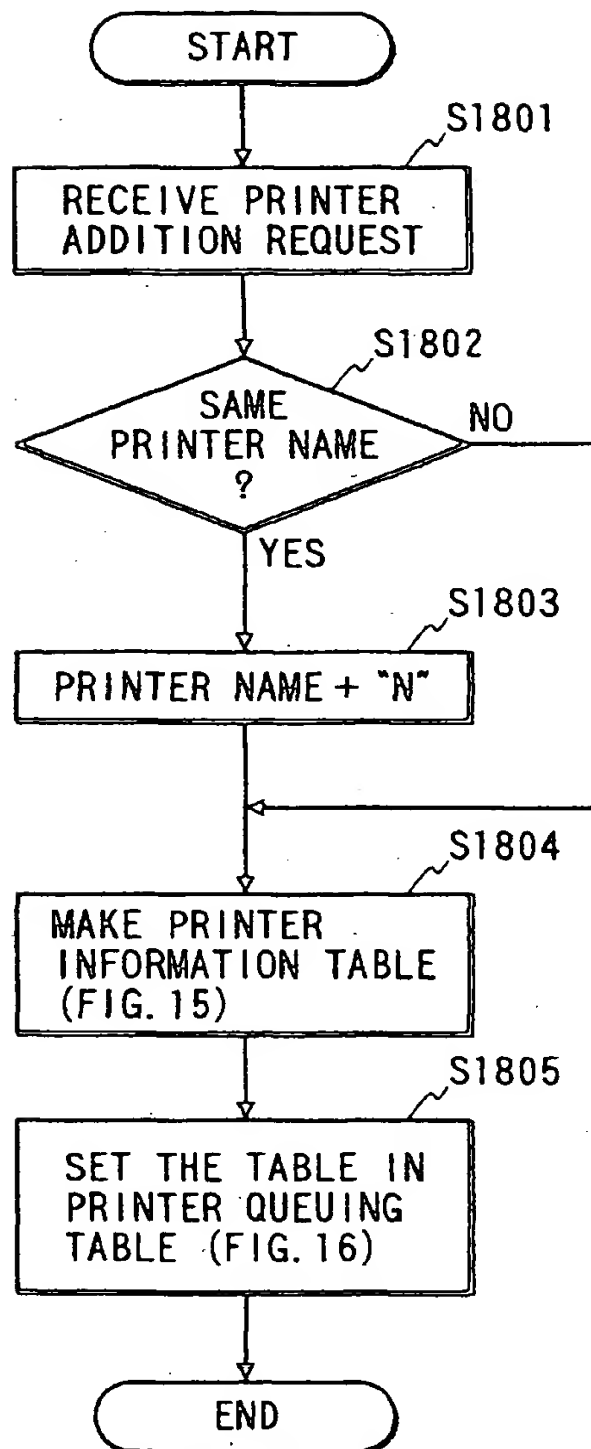 START
S1801
RECEIVE PRINTER
ADDITION REQUEST
S1802
SAME
PRINTER NAME
?
NO
YES
S1803
PRINTER NAME + "N"
S1804
MAKE PRINTER
INFORMATION TABLE
(FIG. 15)
S1805
SET THE TABLE IN
PRINTER QUEUING
TABLE (FIG. 16)
END